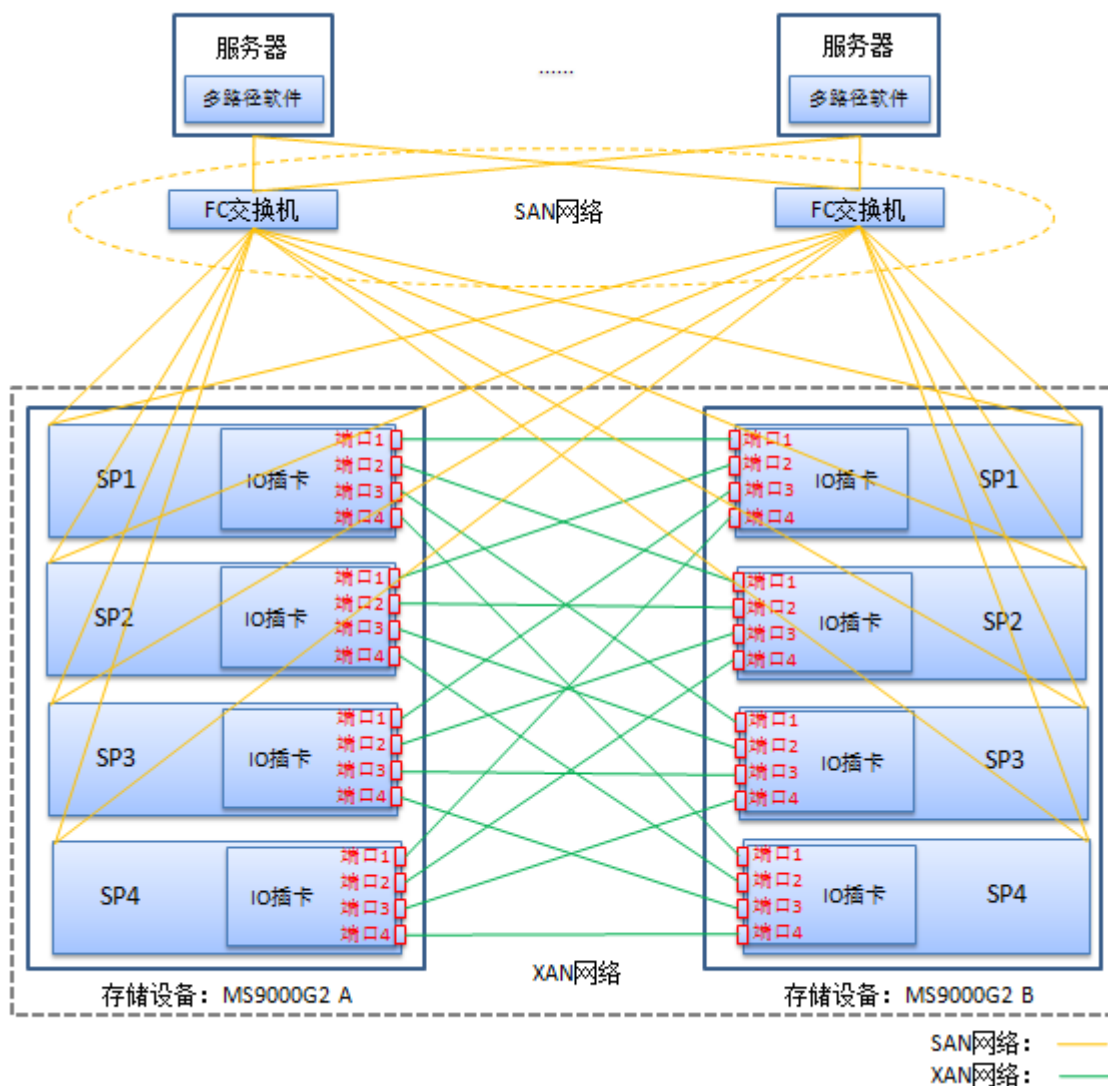 服务器
多路径软件
......
服务器
多路径软件
FC交换机
SAN网络
FC交换机
SP1
IO插卡
端口1
端口2
端口3
端口4
端口1
端口2
端口3
端口4
IO插卡
SP1
SP2
IO插卡
端口1
端口2
端口3
端口4
端口1
端口2
端口3
端口4
IO插卡
SP2
SP3
IO插卡
端口1
端口2
端口3
端口4
端口1
端口2
端口3
端口4
IO插卡
SP3
SP4
IO插卡
端口1
端口2
端口3
端口4
端口1
端口2
端口3
端口4
IO插卡
SP4
XAN网络
存储设备：MS9000G2 A
存储设备：MS9000G2 B
SAN网络：
XAN网络：